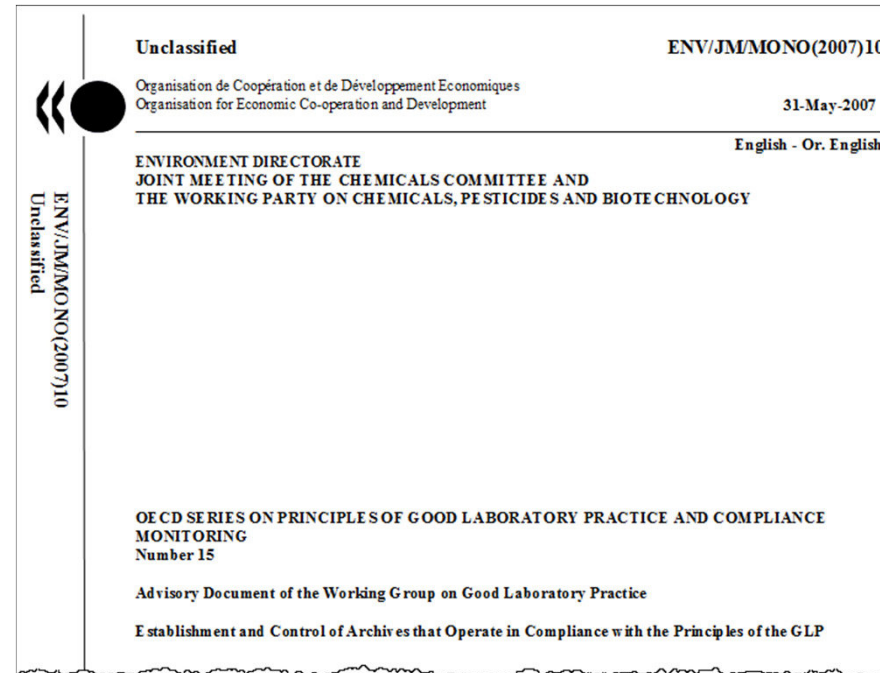 Unclassified
ENV/JM/MONO(2007)10
Organisation de Coopération et de Développement Economiques
Organisation for Economic Co-operation and Development
31-May-2007
English - Or. English
ENVIRONMENT DIRECTORATE
JOINT MEETING OF THE CHEMICALS COMMITTEE AND
THE WORKING PARTY ON CHEMICALS, PESTICIDES AND BIOTECHNOLOGY
ENV/JM/MONO(2007)10
Unclassified
OECD SERIES ON PRINCIPLES OF GOOD LABORATORY PRACTICE AND COMPLIANCE
MONITORING
Number 15
Advisory Document of the Working Group on Good Laboratory Practice
Establishment and Control of Archives that Operate in Compliance with the Principles of the GLP